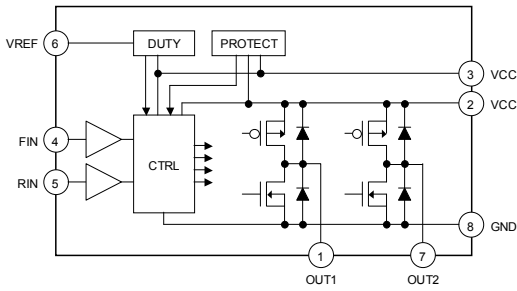 VREF 6 DUTY PROTECT
3 VCC
2 VCC
FIN 4
CTRL
RIN 5
8 GND
1 7
OUT1 OUT2